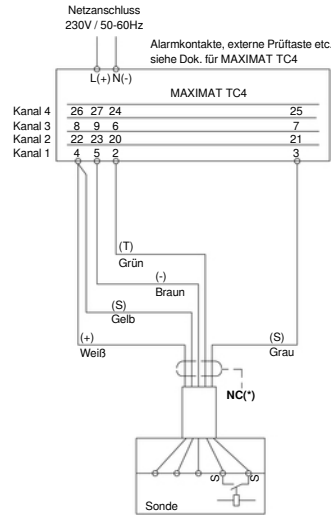 Netzanschluss
230V / 50-60Hz
Alarmkontakte, externe Prüftaste etc.
siehe Dok. für MAXIMAT TC4
L(+) N(-)
MAXIMAT TC4
Kanal 4 26 27 24 25
Kanal 3 8 9 6 7
Kanal 2 22 23 20 21
Kanal 1 4 5 2 3
(T)
Grün
(-)
Braun
(S)
Gelb
(+)
Weiß
(S)
Grau
NC(*)
S S
Sonde